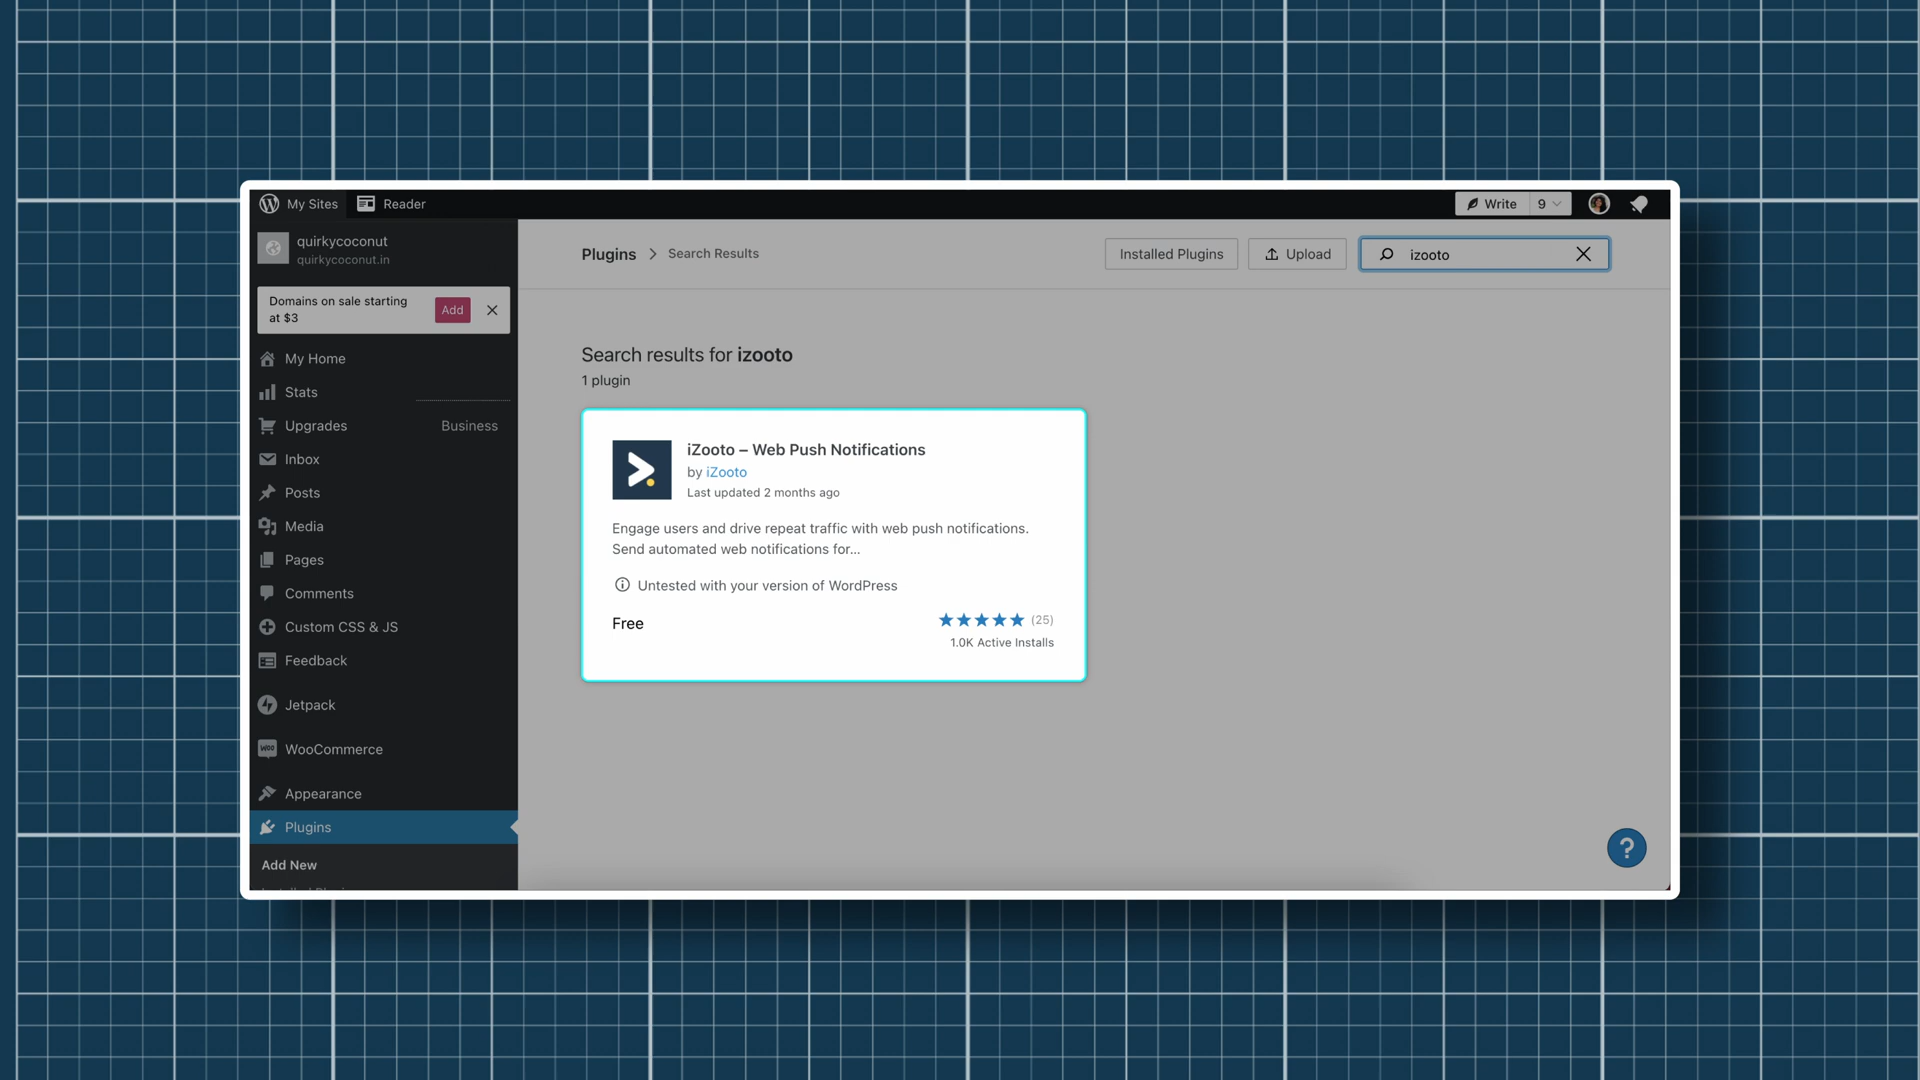 My Sites
Reader
Write
9
quirkycoconut
quirkycoconut.in
Plugins
Search Results
Installed Plugins
Upload
izooto
Domains on sale starting
at $3
Add
My Home
Stats
Upgrades
Business
Inbox
Posts
Media
Pages
Comments
Custom CSS & JS
Feedback
Jetpack
WOO
WooCommerce
Appearance
Plugins
Add New
Search results for izooto
1 plugin
iZooto – Web Push Notifications
by iZooto
Last updated 2 months ago
Engage users and drive repeat traffic with web push notifications.
Send automated web notifications for...
Untested with your version of WordPress
Free
(25)
1.0K Active Installs
?